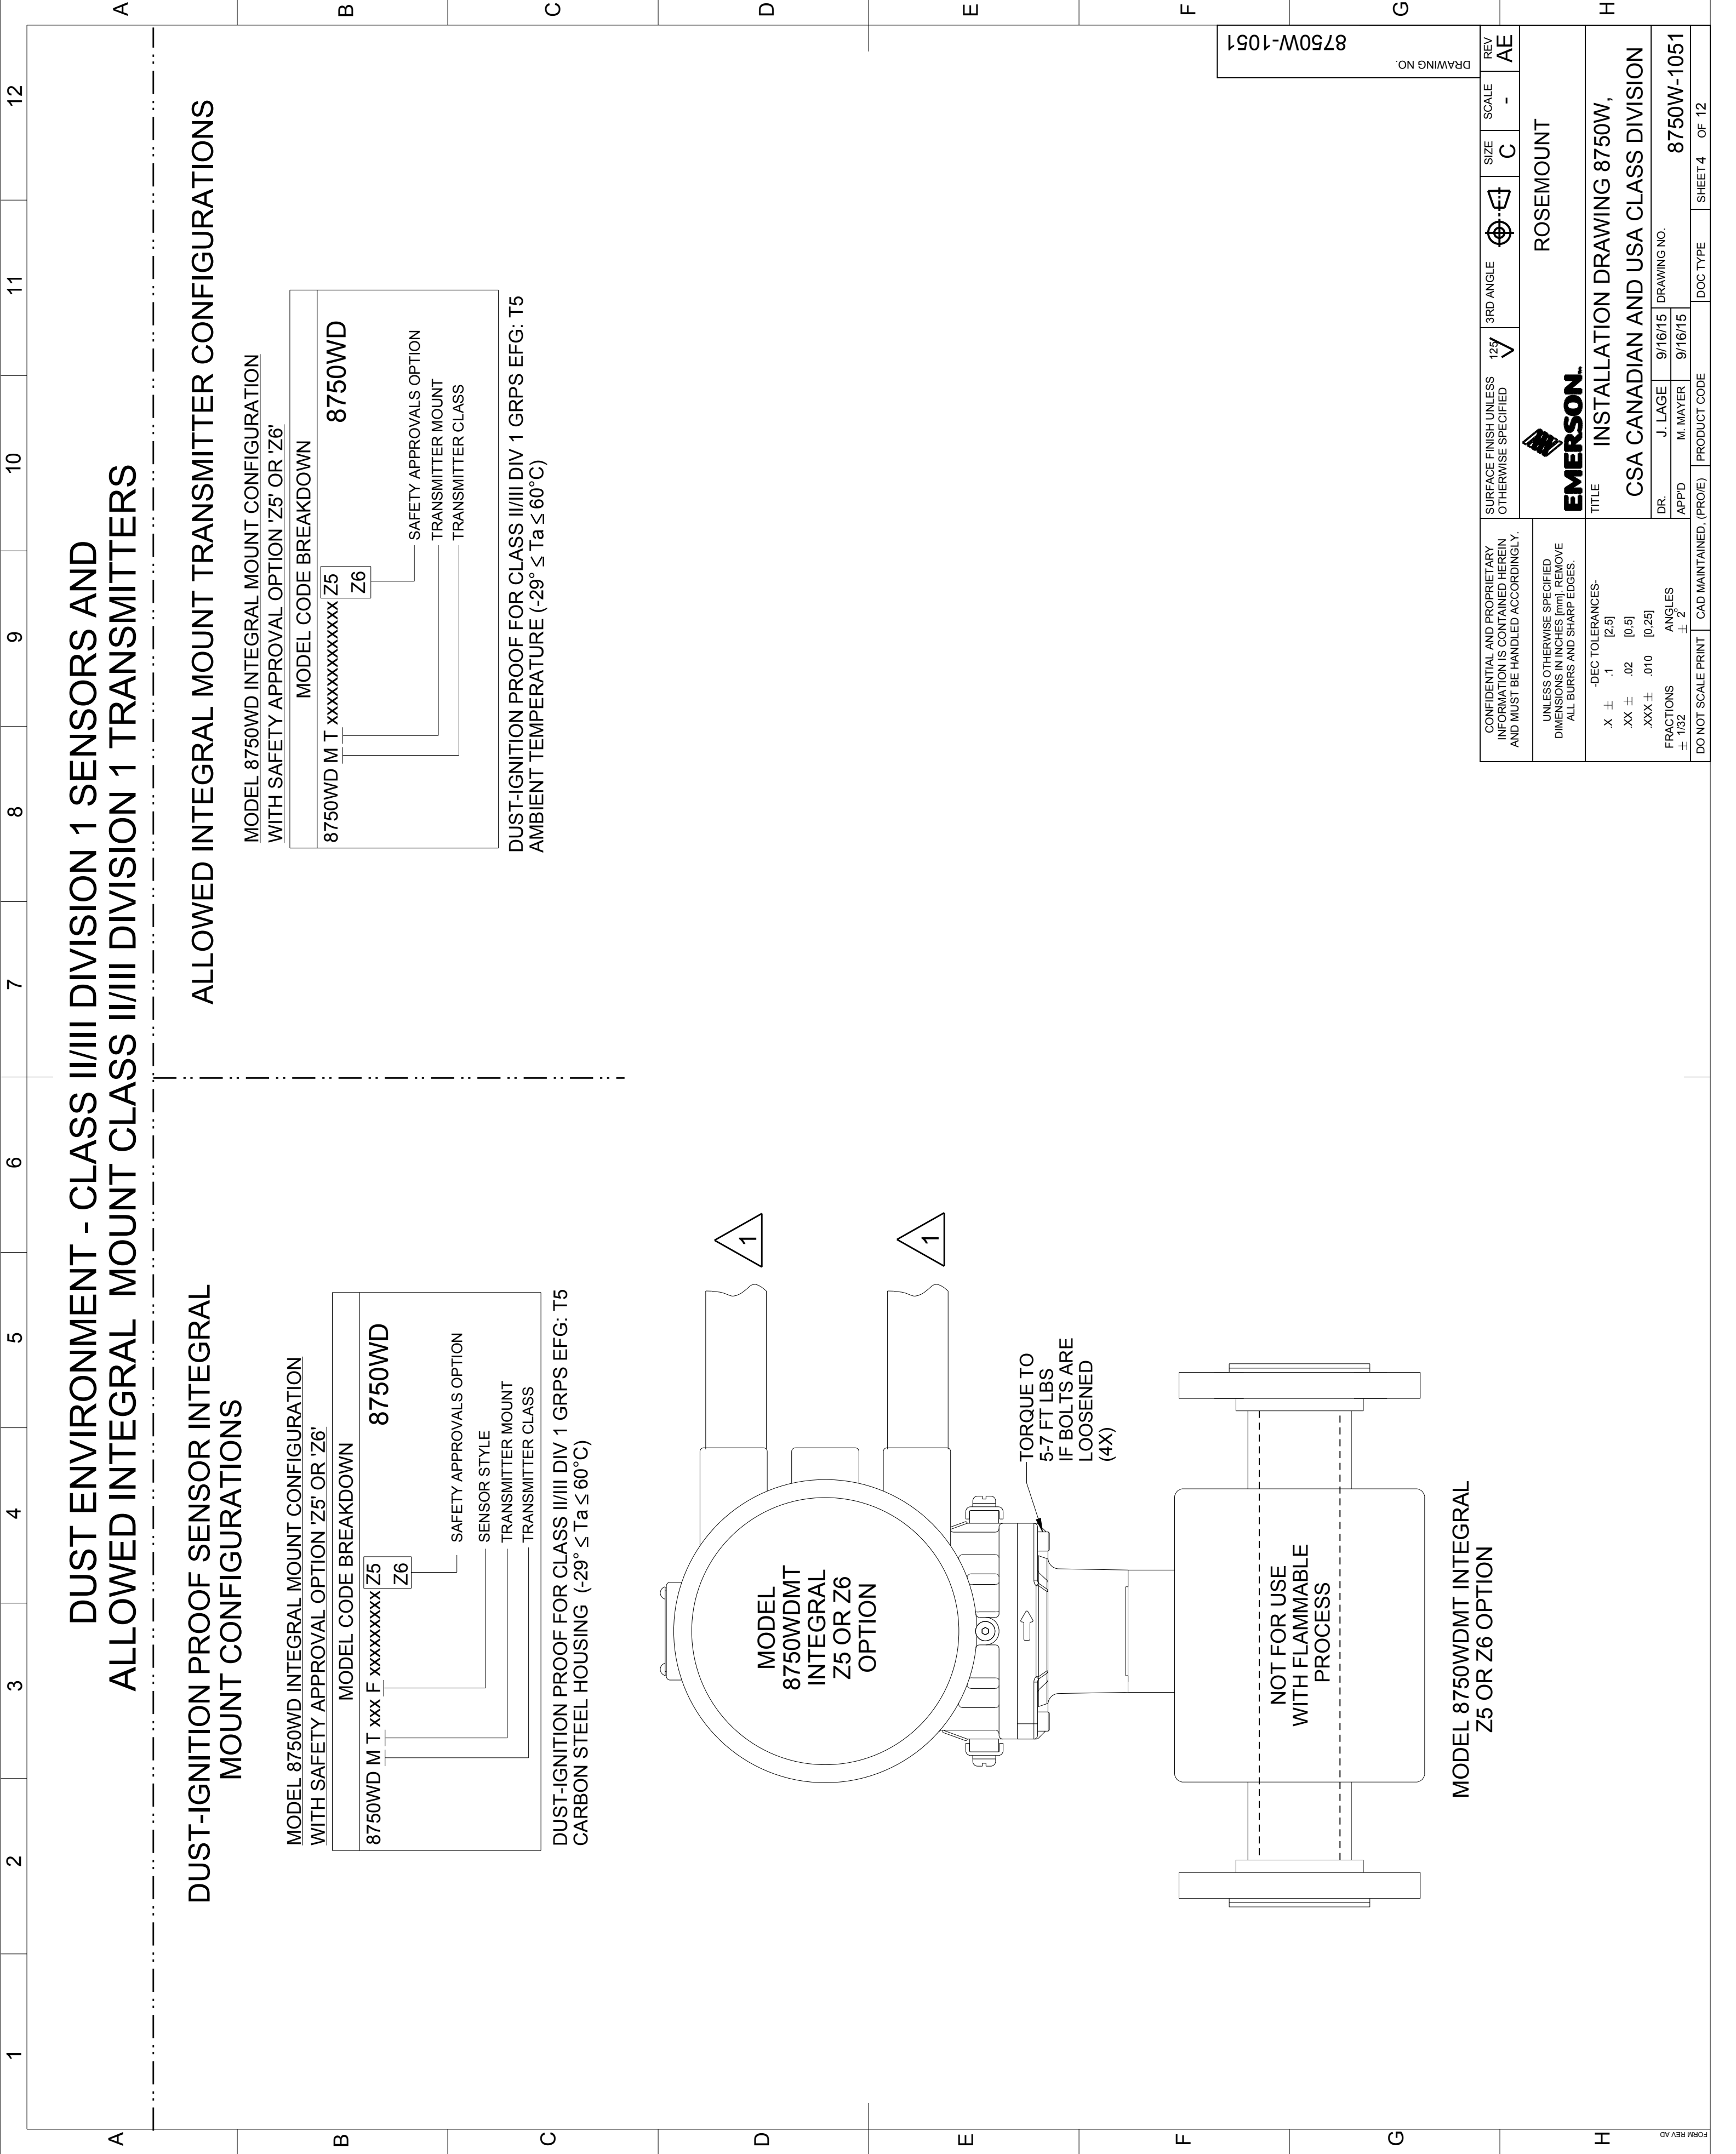 1 2 3 4 5 6 7 8 9 10 11 12
A B C D E F G H
DUST ENVIRONMENT - CLASS II/III DIVISION 1 SENSORS AND
ALLOWED INTEGRAL MOUNT CLASS II/III DIVISION 1 TRANSMITTERS
DUST-IGNITION PROOF SENSOR INTEGRAL
MOUNT CONFIGURATIONS
MODEL 8750WD INTEGRAL MOUNT CONFIGURATION
WITH SAFETY APPROVAL OPTION 'Z5' OR 'Z6'
MODEL CODE BREAKDOWN
8750WD M T xxx F xxxxxxxxx Z5
Z6
8750WD
SAFETY APPROVALS OPTION
SENSOR STYLE
TRANSMITTER MOUNT
TRANSMITTER CLASS
DUST-IGNITION PROOF FOR CLASS II/III DIV 1 GRPS EFG: T5
CARBON STEEL HOUSING (-29° ≤ Ta ≤ 60°C)
MODEL
8750WDMT
INTEGRAL
Z5 OR Z6
OPTION
1
1
TORQUE TO
5-7 FT LBS
IF BOLTS ARE
LOOSENED
(4X)
NOT FOR USE
WITH FLAMMABLE
PROCESS
MODEL 8750WDMT INTEGRAL
Z5 OR Z6 OPTION
ALLOWED INTEGRAL MOUNT TRANSMITTER CONFIGURATIONS
MODEL 8750WD INTEGRAL MOUNT CONFIGURATION
WITH SAFETY APPROVAL OPTION 'Z5' OR 'Z6'
MODEL CODE BREAKDOWN
8750WD M T xxxxxxxxxxxxx Z5
Z6
8750WD
SAFETY APPROVALS OPTION
TRANSMITTER MOUNT
TRANSMITTER CLASS
DUST-IGNITION PROOF FOR CLASS II/III DIV 1 GRPS EFG: T5
AMBIENT TEMPERATURE (-29° ≤ Ta ≤ 60°C)
DRAWING NO.
8750W-1051
CONFIDENTIAL AND PROPRIETARY
INFORMATION IS CONTAINED HEREIN
AND MUST BE HANDLED ACCORDINGLY.
UNLESS OTHERWISE SPECIFIED
DIMENSIONS IN INCHES [mm]. REMOVE
ALL BURRS AND SHARP EDGES.
-DEC TOLERANCES-
.X ± .1 [2,5]
.XX ± .02 [0,5]
.XXX ± .010 [0,25]
FRACTIONS ANGLES
± 1/32 ± 2°
DO NOT SCALE PRINT
CAD MAINTAINED, (PRO/E)
SURFACE FINISH UNLESS
OTHERWISE SPECIFIED
125
3RD ANGLE
SIZE
C
SCALE
-
REV
AE
EMERSON™
ROSEMOUNT
TITLE
INSTALLATION DRAWING 8750W,
CSA CANADIAN AND USA CLASS DIVISION
DR. J. LAGE 9/16/15
APP'D M. MAYER 9/16/15
DRAWING NO.
8750W-1051
PRODUCT CODE
DOC TYPE
SHEET 4 OF 12
A B C D E F G H
FORM REV AD